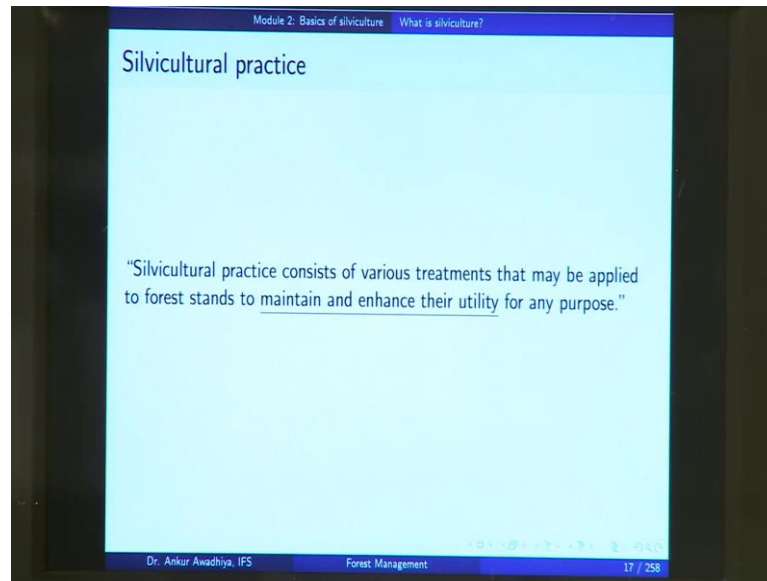 Module 2: Basics of silviculture What is silviculture?
Silvicultural practice
“Silvicultural practice consists of various treatments that may be applied
to forest stands to maintain and enhance their utility for any purpose.”
Dr. Ankur Awadhiya, IFS Forest Management 17 / 258